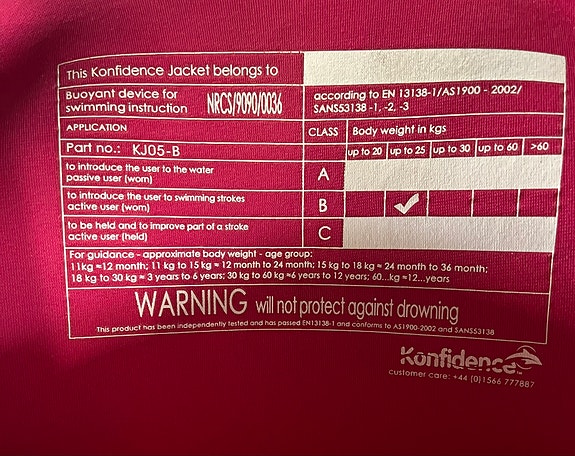 This Konfidence Jacket belongs to
Buoyant device for
swimming instruction NRCS/9090/0036
according to EN 13138-1/AS1900 - 2002/
SANS53138 -1, -2, -3
APPLICATION CLASS Body weight in kgs
Part no.: KJ05-B up to 20 up to 25 up to 30 up to 60 >60
to introduce the user to the water
passive user (worn) A
to introduce the user to swimming strokes
active user (worn) B
to be held and to improve part of a stroke
active user (held) C
For guidance - approximate body weight - age group:
11kg ≈12 month; 11 kg to 15 kg ≈ 12 month to 24 month; 15 kg to 18 kg ≈ 24 month to 36 month;
18 kg to 30 kg ≈ 3 years to 6 years; 30 kg to 60 kg ≈6 years to 12 years; 60...kg ≈12...years
WARNING will not protect against drowning
This product has been independently tested and has passed EN13138-1 and conforms to AS1900-2002 and SANS53138
Konfidence™
customer care: +44 (0)1566 777887